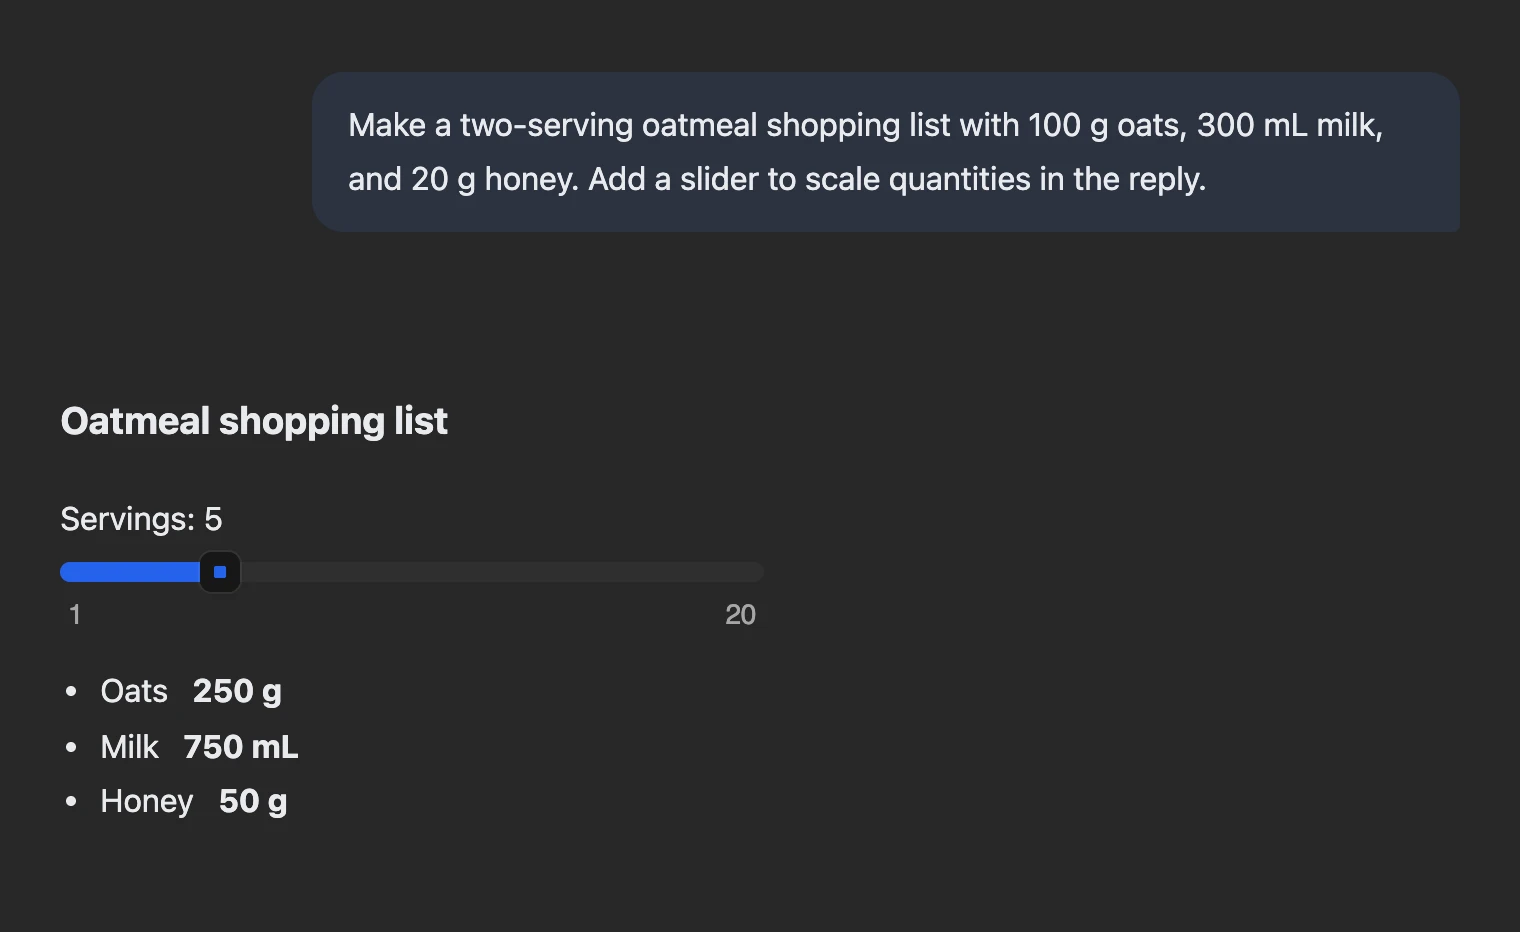 Make a two-serving oatmeal shopping list with 100 g oats, 300 mL milk,
and 20 g honey. Add a slider to scale quantities in the reply.
Oatmeal shopping list
Servings: 5
1 20
• Oats 250 g
• Milk 750 mL
• Honey 50 g